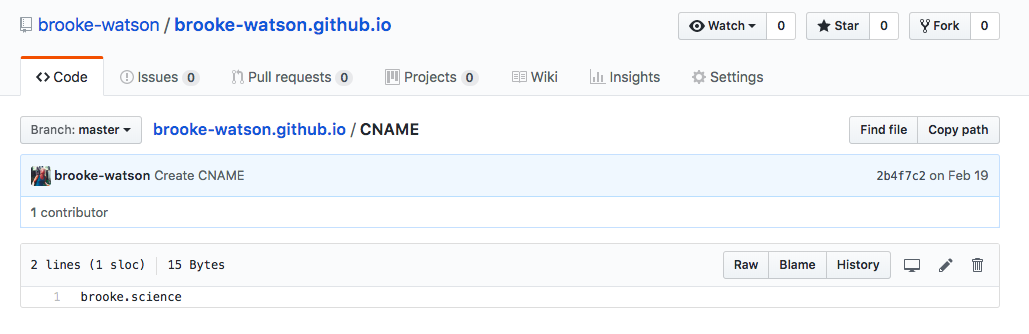 brooke-watson / brooke-watson.github.io Watch 0 Star 0 Fork 0
Code Issues 0 Pull requests 0 Projects 0 Wiki Insights Settings
Branch: master brooke-watson.github.io / CNAME Find file Copy path
brooke-watson Create CNAME 2b4f7c2 on Feb 19
1 contributor
2 lines (1 sloc) 15 Bytes Raw Blame History
1 brooke.science